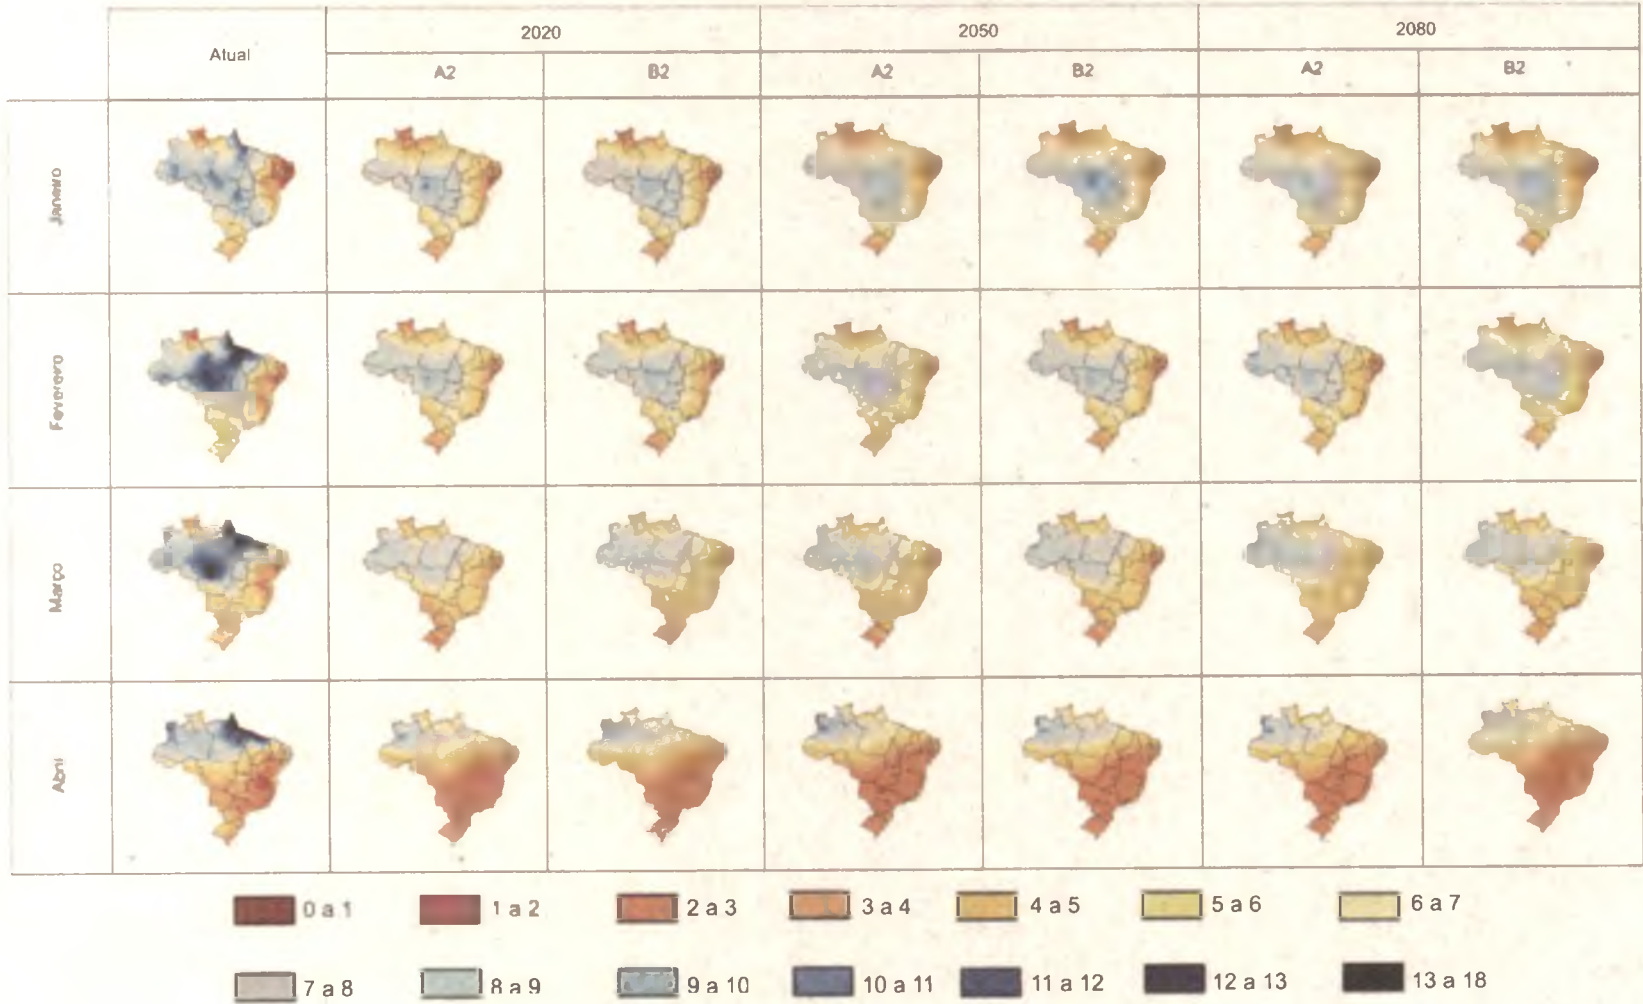 Atual 2020 2050 2080
A2 B2 A2 B2 A2 B2
Janeiro
Fevereiro
Março
Abril
0 a 1 1 a 2 2 a 3 3 a 4 4 a 5 5 a 6 6 a 7
7 a 8 8 a 9 9 a 10 10 a 11 11 a 12 12 a 13 13 a 18